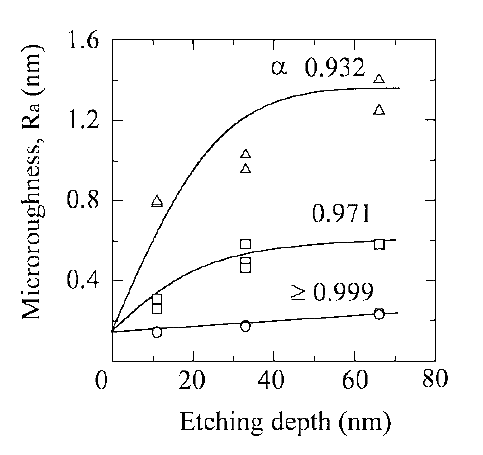 1.6
α 0.932
1.2
0.8
0.971
0.4
≥ 0.999
0 20 40 60 80
Etching depth (nm)
Microroughness, Ra (nm)